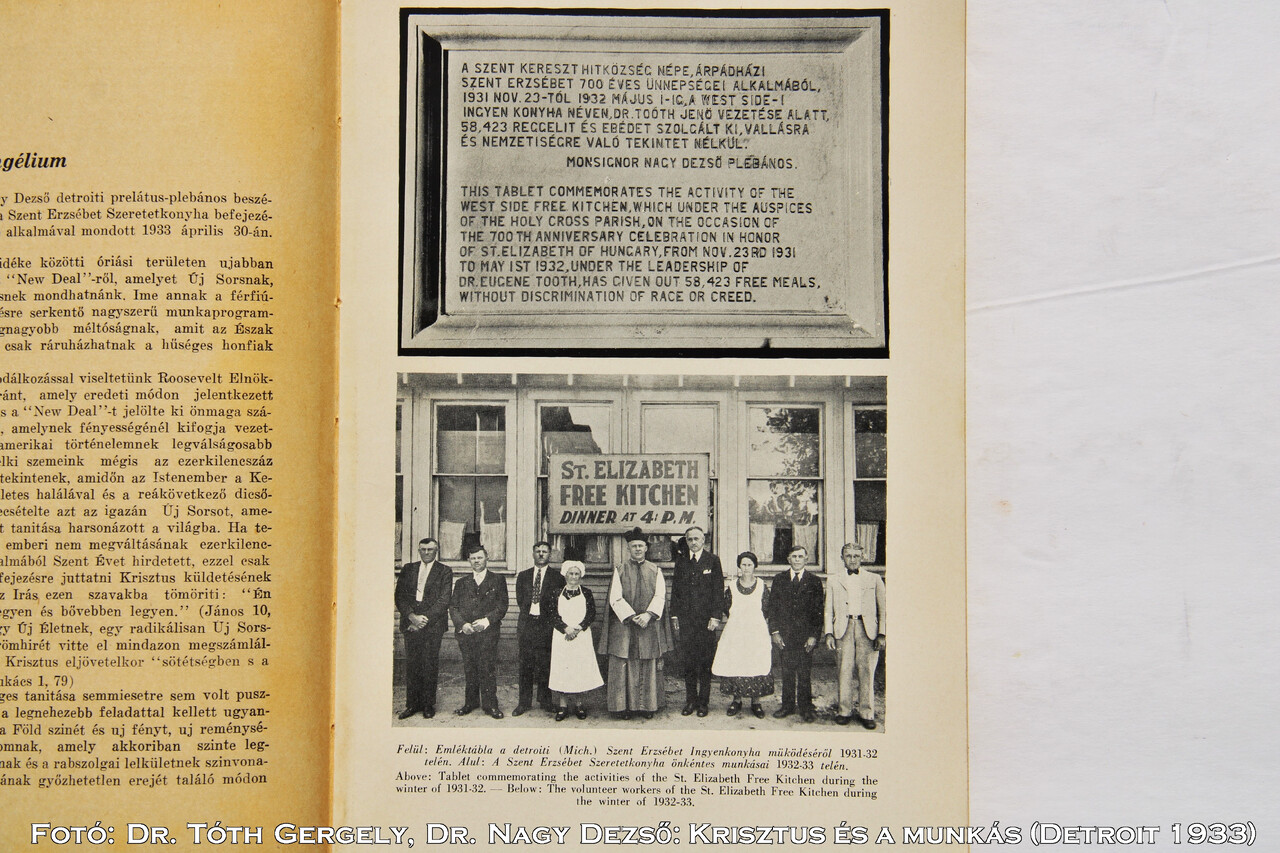 gélium
y Dezső detroiti prelátus-plebános beszé-
a Szent Erzsébet Szeretetkonyha befejezé-
alkalmával mondott 1933 április 30-án.
idéke közötti óriási területen ujabban
"New Deal"-ről, amelyet Új Sorsnak,
snek mondhatnánk. Ime annak a férfiú-
ésre serkentő nagyszerű munkaprogram-
gnagyobb méltóságnak, amit az Észak
csak ráruházhatnak a hűséges honfiak
odálkozással viseltetünk Roosevelt Elnök-
ránt, amely eredeti módon jelentkezett
s a "New Deal"-t jelölte ki önmaga szá-
, amelynek fényességénél kifogja vezet-
amerikai történelemnek legválságosabb
elki szemeink mégis az ezerkilencszáz
tekintenek, amidőn az Istenember a Ke-
letes halálával és a reákövetkező dicső-
ecsételte azt az igazán Új Sorsot, ame-
t tanitása harsonázott a világba. Ha te-
emberi nem megváltásának ezerkilenc-
almából Szent Évet hirdetett, ezzel csak
fejezésre juttatni Krisztus küldetésének
z Irás ezen szavakba tömöriti: "Én
egyen és bővebben legyen." (János 10,
gy Új Életnek, egy radikálisan Uj Sors-
römhirét vitte el mindazon megszámlál-
Krisztus eljövetelkor "sötétségben s a
ukács 1, 79)
ges tanitása semmiesetre sem volt pusz-
a legnehezebb feladattal kellett ugyan-
a Föld szinét és uj fényt, uj reménysé-
omnak, amely akkoriban szinte leg-
nak és a rabszolgai lelkületnek szinvona-
ának győzhetetlen erejét találó módon
A SZENT KERESZT HITKÖZSÉG NÉPE, ÁRPÁDHÁZI
SZENT ERZSÉBET 700 ÉVES ÜNNEPSÉGEI ALKALMÁBÓL,
1931 NOV. 23-TÓL 1932 MÁJUS 1-IG, A WEST SIDE-I
INGYEN KONYHA NÉVEN, DR. TOÓTH JENŐ VEZETÉSE ALATT,
58,423 REGGELIT ÉS EBÉDET SZOLGÁLT KI, VALLÁSRA
ÉS NEMZETISÉGRE VALÓ TEKINTET NÉLKÜL.
MONSIGNOR NAGY DEZSŐ PLÉBÁNOS.
THIS TABLET COMMEMORATES THE ACTIVITY OF THE
WEST SIDE FREE KITCHEN, WHICH UNDER THE AUSPICES
OF THE HOLY CROSS PARISH, ON THE OCCASION OF
THE 700TH ANNIVERSARY CELEBRATION IN HONOR
OF ST. ELIZABETH OF HUNGARY, FROM NOV. 23RD 1931
TO MAY 1ST 1932, UNDER THE LEADERSHIP OF
DR. EUGENE TOOTH, HAS GIVEN OUT 58,423 FREE MEALS,
WITHOUT DISCRIMINATION OF RACE OR CREED.
ST. ELIZABETH
FREE KITCHEN
DINNER AT 4: P.M.
Felül: Emléktábla a detroiti (Mich.) Szent Erzsébet Ingyenkonyha müködéséről 1931-32
telén. Alul: A Szent Erzsébet Szeretetkonyha önkéntes munkásai 1932-33 telén.
Above: Tablet commemorating the activities of the St. Elizabeth Free Kitchen during the
winter of 1931-32. — Below: The volunteer workers of the St. Elizabeth Free Kitchen during
the winter of 1932-33.
Fotó: Dr. Tóth Gergely, Dr. Nagy Dezső: Krisztus és a munkás (Detroit 1933)